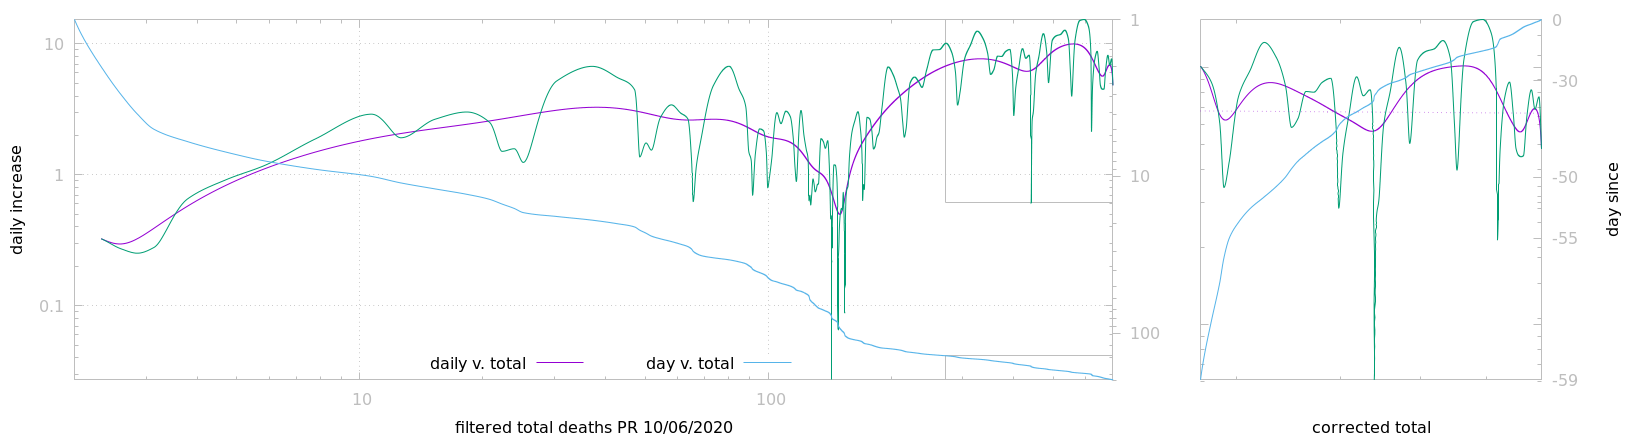 10
1
0.1
daily increase
daily v. total
day v. total
10
100
filtered total deaths PR 10/06/2020
1
10
100
0
-30
-50
-55
-59
day since
corrected total